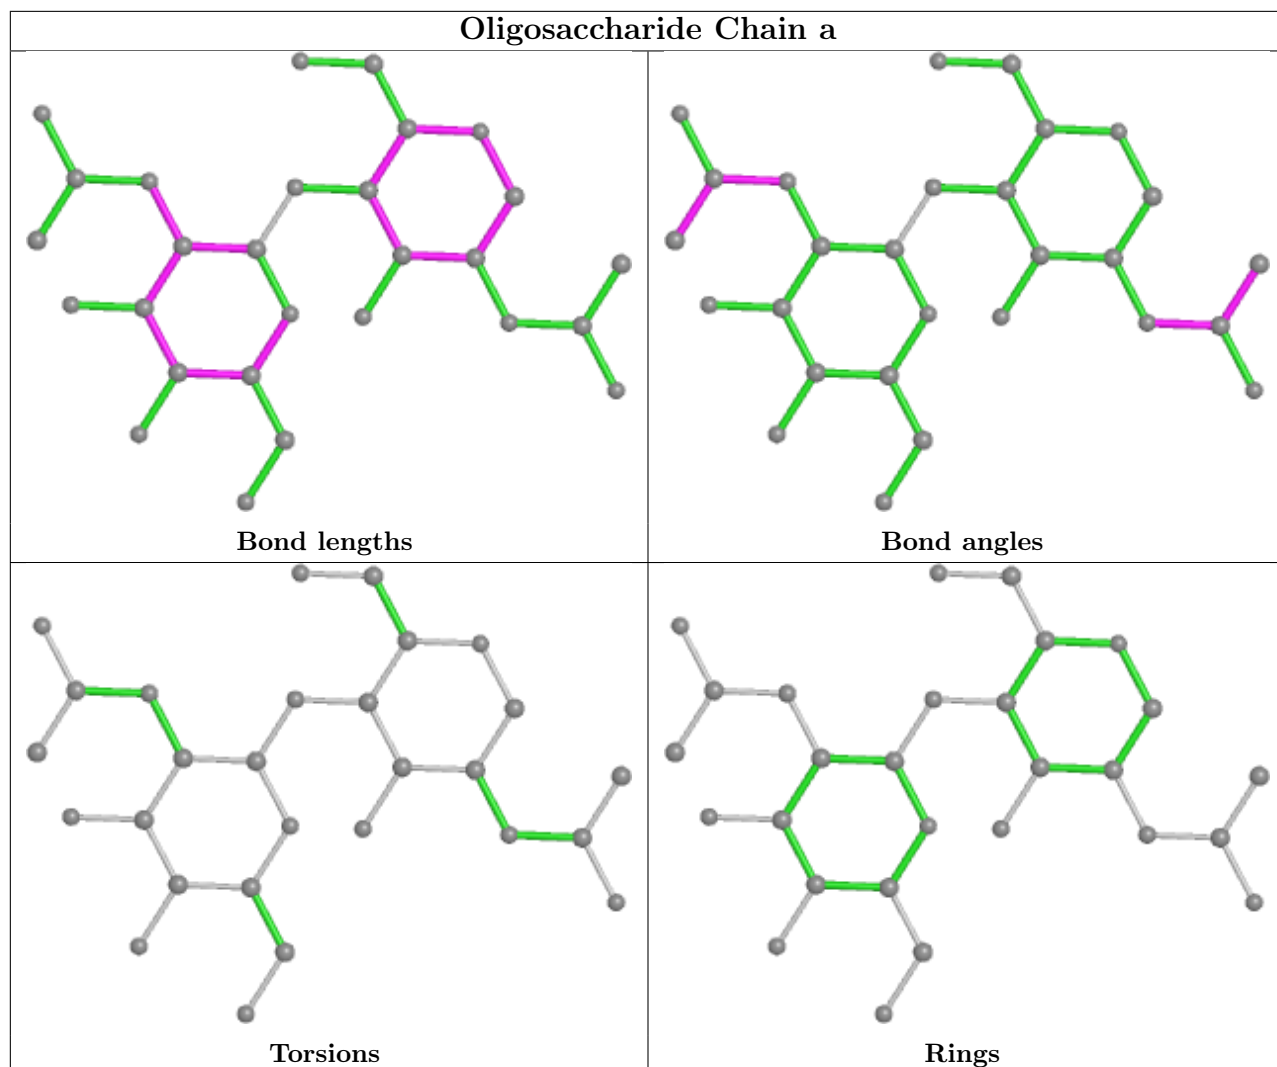 Oligosaccharide Chain a
Bond lengths
Bond angles
Torsions
Rings